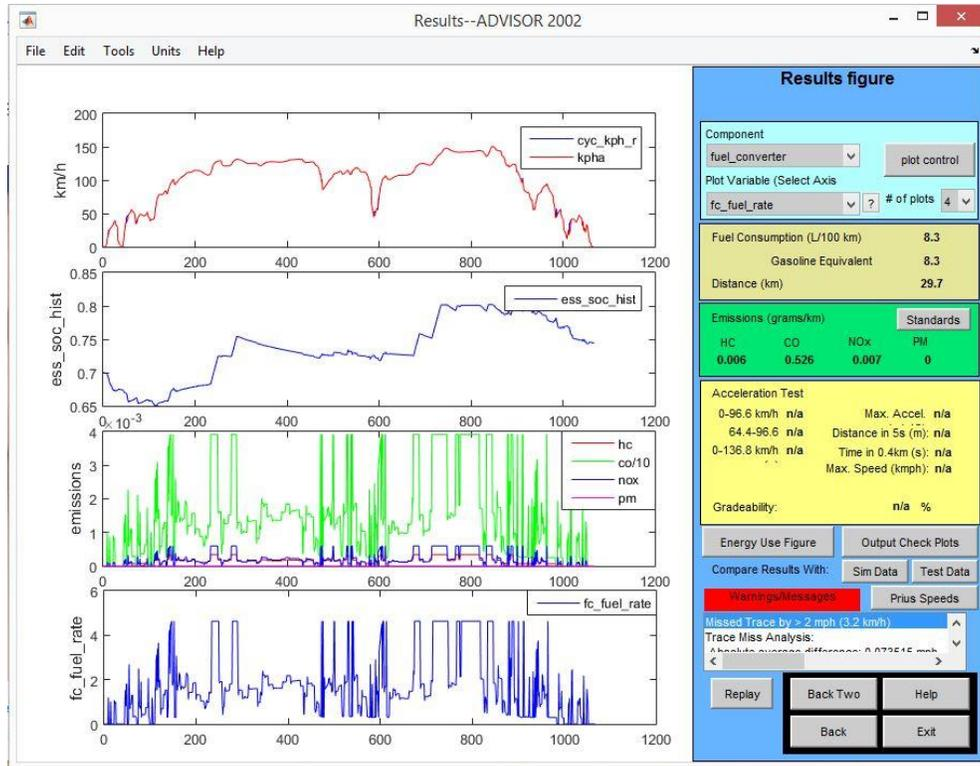 Results--ADVISOR 2002
File Edit Tools Units Help
Results figure
200
150
100
50
0
km/h
cyc_kph_r
kpha
0 200 400 600 800 1000 1200
0.85
0.8
0.75
0.7
0.65
ess_soc_hist
ess_soc_hist
0 200 400 600 800 1000 1200
×10-3
4
3
2
1
0
emissions
hc
co/10
nox
pm
0 200 400 600 800 1000 1200
6
4
2
0
fc_fuel_rate
fc_fuel_rate
0 200 400 600 800 1000 1200
Component
fuel_converter
plot control
Plot Variable (Select Axis
fc_fuel_rate ? # of plots 4
Fuel Consumption (L/100 km) 8.3
Gasoline Equivalent 8.3
Distance (km) 29.7
Emissions (grams/km) Standards
HC CO NOx PM
0.006 0.526 0.007 0
Acceleration Test
0-96.6 km/h n/a Max. Accel. n/a
64.4-96.6 n/a Distance in 5s (m): n/a
0-136.8 km/h n/a Time in 0.4km (s): n/a
Max. Speed (kmph): n/a
Gradeability: n/a %
Energy Use Figure Output Check Plots
Compare Results With: Sim Data Test Data
Warnings/Messages Prius Speeds
Missed Trace by > 2 mph (3.2 km/h)
Trace Miss Analysis:
Absolute average difference: 0.073515 mph
Replay Back Two Help
Back Exit